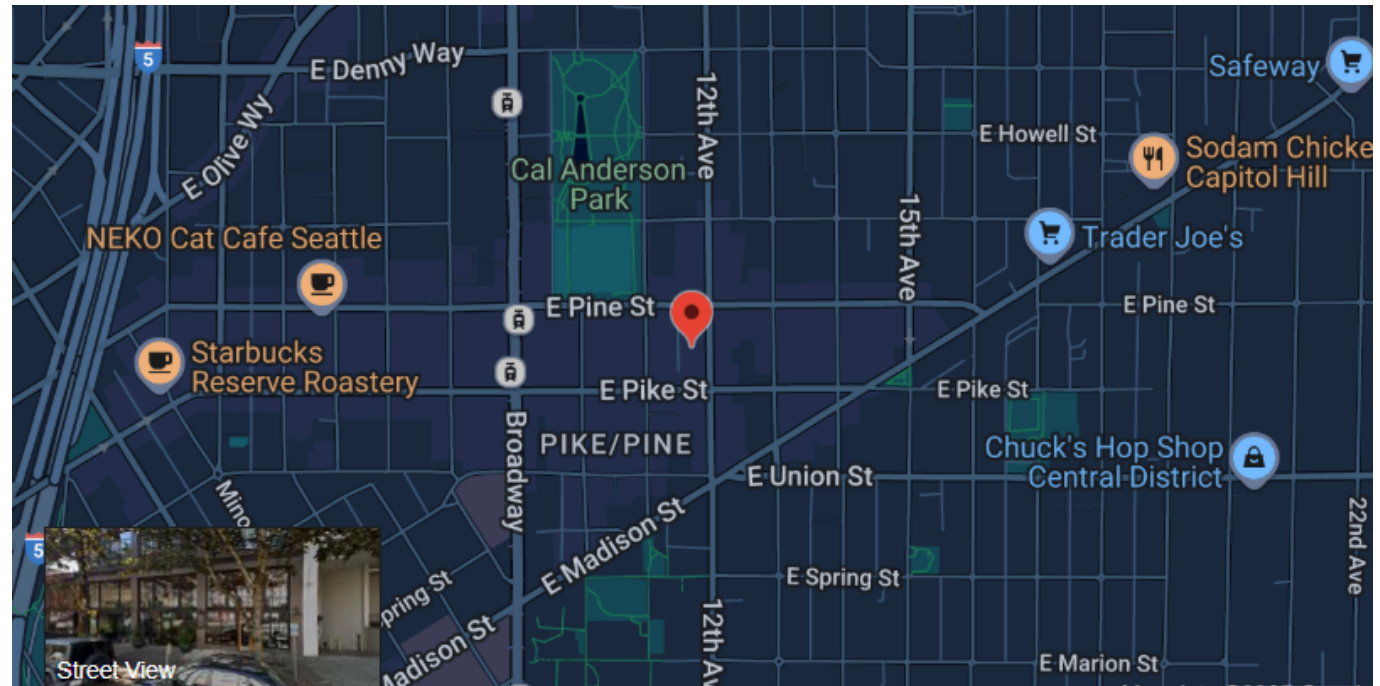 5
E Denny Way
12th Ave
Safeway
E Olive Wy
E Howell St
Sodam Chicke
Capitol Hill
Cal Anderson
Park
15th Ave
NEKO Cat Cafe Seattle
Trader Joe's
E Pine St
E Pine St
Starbucks
Reserve Roastery
E Pike St
E Pike St
PIKE/PINE
Broadway
Chuck's Hop Shop
Central District
E Union St
Mino
22nd Ave
E Madison St
5
E Spring St
pring St
12th Av
Madison St
E Marion St
Street View